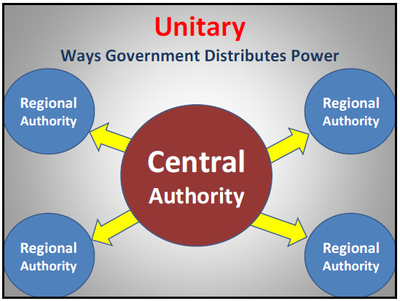 Unitary
Ways Government Distributes Power
Regional
Authority
Regional
Authority
Central
Authority
Regional
Authority
Regional
Authority